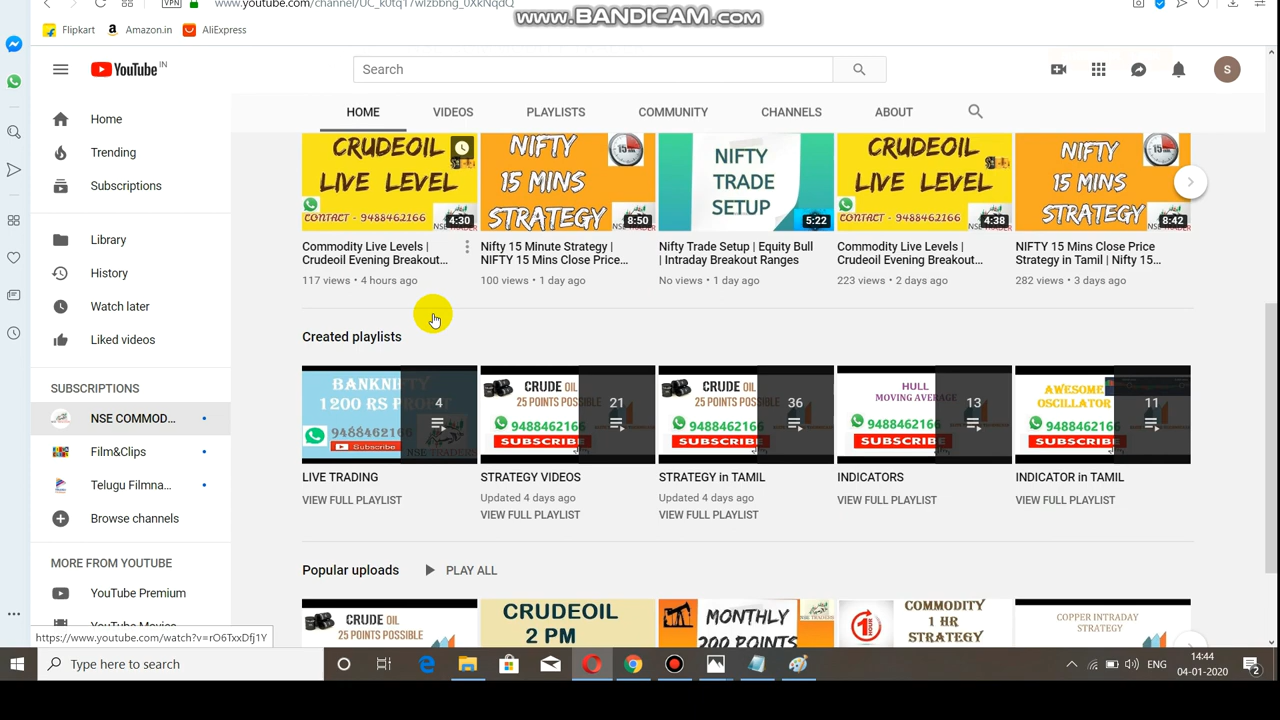 www.BANDICAM.com
VPN
www.youtube.com/channel/UC_k0tq17wizbbng_0XkNqdQ
Flipkart
Amazon.in
AliExpress
YouTube IN
Search
S
HOME
VIDEOS
PLAYLISTS
COMMUNITY
CHANNELS
ABOUT
Home
Trending
Subscriptions
Library
History
Watch later
Liked videos
SUBSCRIPTIONS
NSE COMMOD...
Film&Clips
Telugu Filmna...
Browse channels
MORE FROM YOUTUBE
YouTube Premium
YouTube Movies
CRUDEOIL
LIVE LEVEL
CONTACT - 9488462166
4:30
NIFTY
15 MINS
STRATEGY
8:50
NIFTY
TRADE
SETUP
5:22
CRUDEOIL
LIVE LEVEL
CONTACT - 9488462166
4:38
NIFTY
15 MINS
STRATEGY
8:42
Commodity Live Levels |
Crudeoil Evening Breakout...
117 views • 4 hours ago
Nifty 15 Minute Strategy |
NIFTY 15 Mins Close Price...
100 views • 1 day ago
Nifty Trade Setup | Equity Bull
| Intraday Breakout Ranges
No views • 1 day ago
Commodity Live Levels |
Crudeoil Evening Breakout...
223 views • 2 days ago
NIFTY 15 Mins Close Price
Strategy in Tamil | Nifty 15...
282 views • 3 days ago
Created playlists
BANKNIFTY
1200 RS PROFIT
9488462166
Subscribe
NSE TRADERS
4
CRUDE OIL
25 POINTS POSSIBLE
9488462166
SUBSCRIBE
21
CRUDE OIL
25 POINTS POSSIBLE
9488462166
SUBSCRIBE
36
HULL
MOVING AVERAGE
9488462166
SUBSCRIBE
13
AWESOME
OSCILLATOR
9488462166
SUBSCRIBE
11
LIVE TRADING
VIEW FULL PLAYLIST
STRATEGY VIDEOS
Updated 4 days ago
VIEW FULL PLAYLIST
STRATEGY in TAMIL
Updated 4 days ago
VIEW FULL PLAYLIST
INDICATORS
VIEW FULL PLAYLIST
INDICATOR in TAMIL
VIEW FULL PLAYLIST
Popular uploads
PLAY ALL
CRUDE OIL
25 POINTS POSSIBLE
CRUDEOIL
2 PM
MONTHLY
200 POINTS
COMMODITY
1 HR
STRATEGY
COPPER INTRADAY
STRATEGY
https://www.youtube.com/watch?v=rO6TxxDfj1Y
Type here to search
ENG
14:44
04-01-2020
2